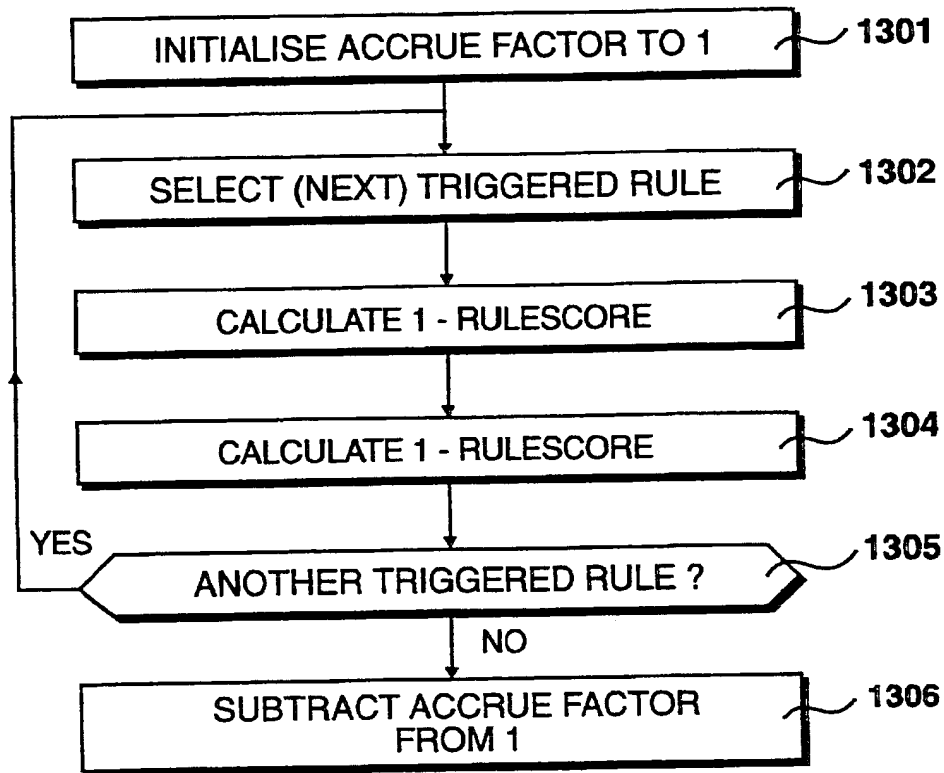 INITIALISE ACCRUE FACTOR TO 1
1301
SELECT (NEXT) TRIGGERED RULE
1302
CALCULATE 1 - RULESCORE
1303
CALCULATE 1 - RULESCORE
1304
YES
ANOTHER TRIGGERED RULE ?
1305
NO
SUBTRACT ACCRUE FACTOR
FROM 1
1306